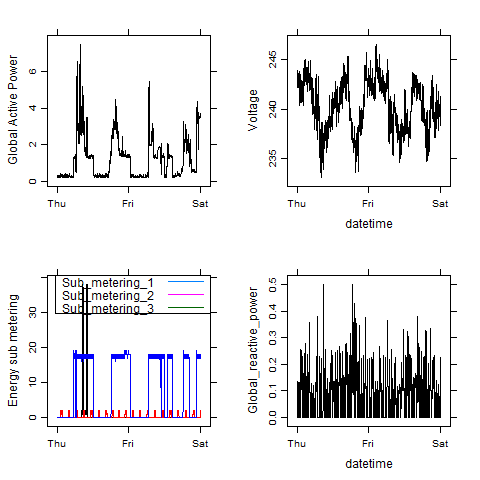 Global Active Power
0 2 4 6
Thu Fri Sat
Voltage
235 240 245
Thu Fri Sat
datetime
Energy sub metering
0 10 20 30
Sub_metering_1
Sub_metering_2
Sub_metering_3
Thu Fri Sat
Global_reactive_power
0.0 0.1 0.2 0.3 0.4 0.5
Thu Fri Sat
datetime